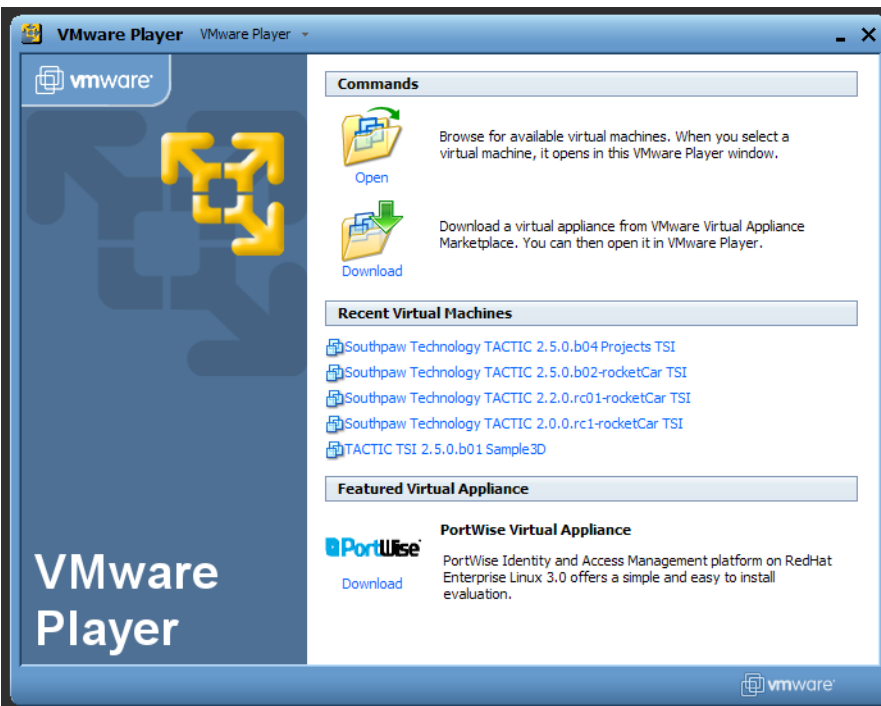 VMware Player VMware Player
vmware
Commands
Open
Browse for available virtual machines. When you select a
virtual machine, it opens in this VMware Player window.
Download
Download a virtual appliance from VMware Virtual Appliance
Marketplace. You can then open it in VMware Player.
Recent Virtual Machines
Southpaw Technology TACTIC 2.5.0.b04 Projects TSI
Southpaw Technology TACTIC 2.5.0.b02-rocketCar TSI
Southpaw Technology TACTIC 2.2.0.rc01-rocketCar TSI
Southpaw Technology TACTIC 2.0.0.rc1-rocketCar TSI
TACTIC TSI 2.5.0.b01 Sample3D
Featured Virtual Appliance
PortWise
Download
PortWise Virtual Appliance
PortWise Identity and Access Management platform on RedHat
Enterprise Linux 3.0 offers a simple and easy to install
evaluation.
VMware
Player
vmware